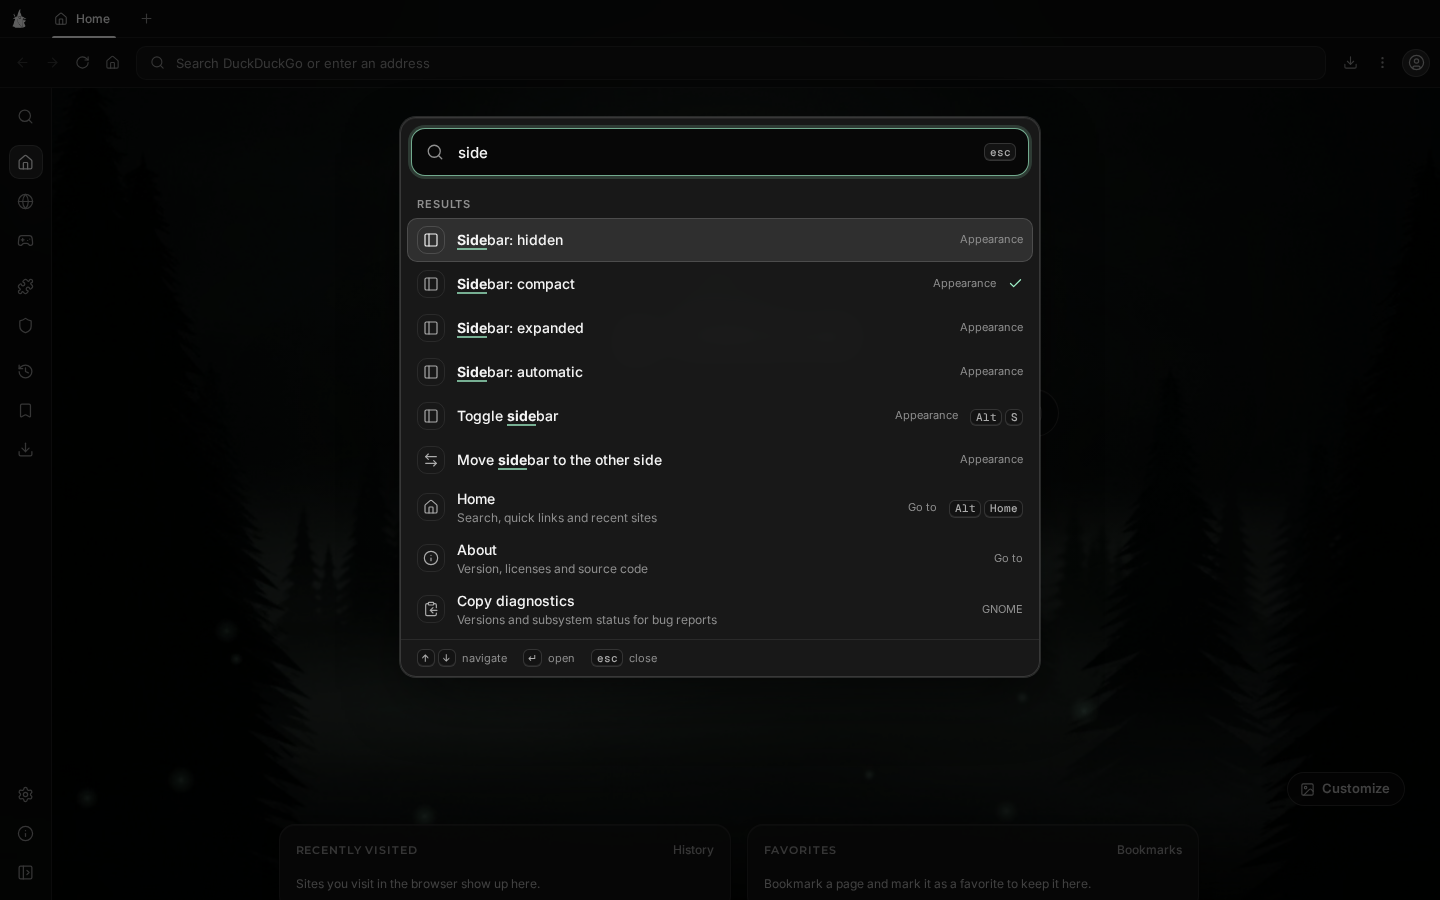 Home
Search DuckDuckGo or enter an address
side
esc
RESULTS
Sidebar: hidden
Appearance
Sidebar: compact
Appearance
Sidebar: expanded
Appearance
Sidebar: automatic
Appearance
Toggle sidebar
Appearance Alt S
Move sidebar to the other side
Appearance
Home
Search, quick links and recent sites
Go to Alt Home
About
Version, licenses and source code
Go to
Copy diagnostics
Versions and subsystem status for bug reports
GNOME
navigate open esc close
Customize
RECENTLY VISITED History
Sites you visit in the browser show up here.
FAVORITES Bookmarks
Bookmark a page and mark it as a favorite to keep it here.